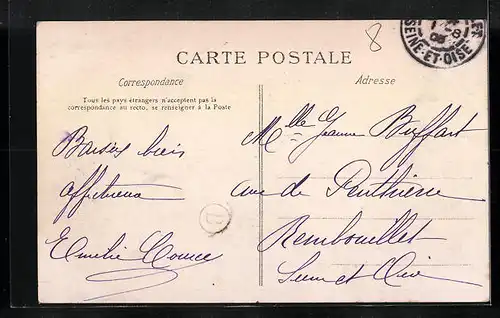 CARTE POSTALE
Correspondance
Tous les pays étrangers n'acceptent pas la
correspondance au recto, se renseigner à la Poste
Baisers bien
affectueux
Emilie
Adresse
Melle Jeanne Buffart
rue de Penthièvre
Rambouillet
Seine et Oise
8
SEINE-ET-OISE